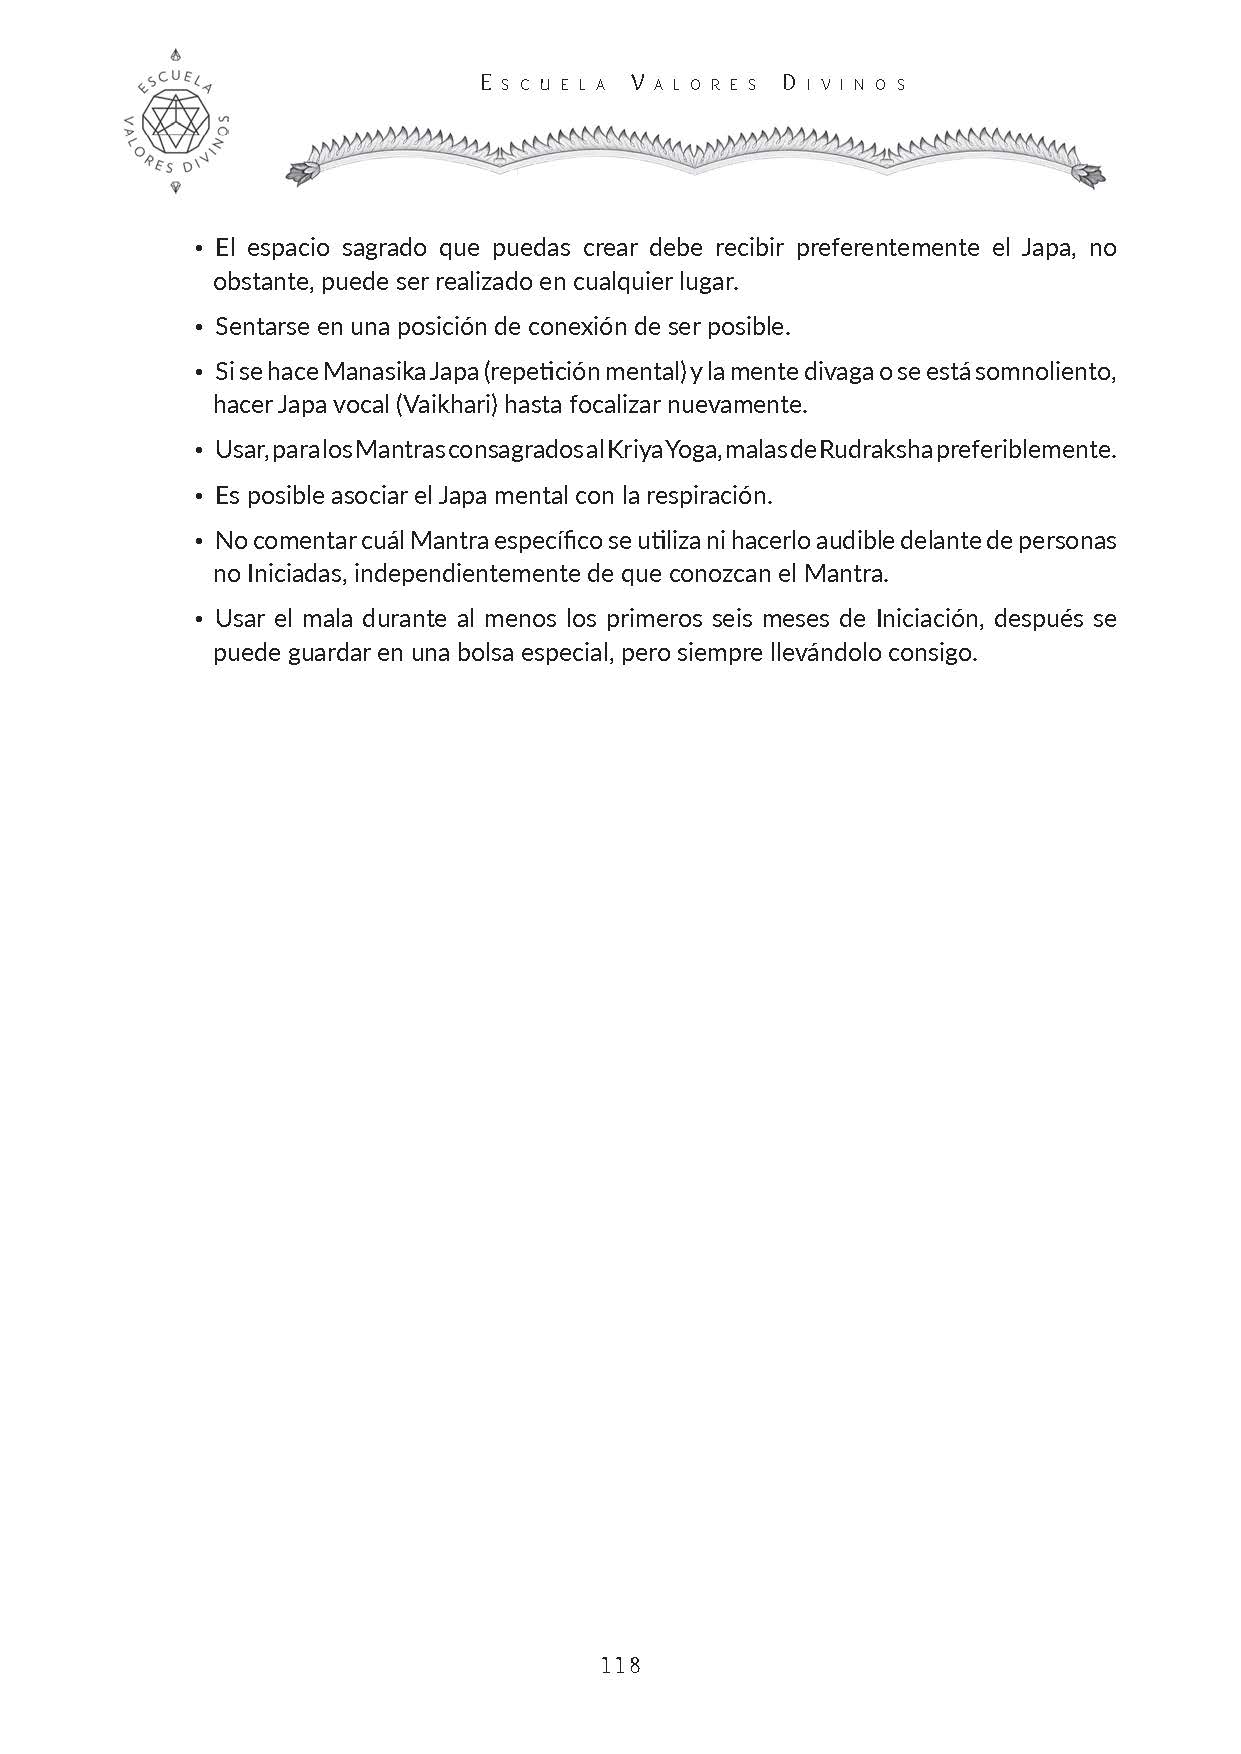 ESCUELA
VALORES DIVINOS
Escuela Valores Divinos
• El espacio sagrado que puedas crear debe recibir preferentemente el Japa, no
obstante, puede ser realizado en cualquier lugar.
• Sentarse en una posición de conexión de ser posible.
• Si se hace Manasika Japa (repetición mental) y la mente divaga o se está somnoliento,
hacer Japa vocal (Vaikhari) hasta focalizar nuevamente.
• Usar, para los Mantras consagrados al Kriya Yoga, malas de Rudraksha preferiblemente.
• Es posible asociar el Japa mental con la respiración.
• No comentar cuál Mantra específico se utiliza ni hacerlo audible delante de personas
no Iniciadas, independientemente de que conozcan el Mantra.
• Usar el mala durante al menos los primeros seis meses de Iniciación, después se
puede guardar en una bolsa especial, pero siempre llevándolo consigo.
118